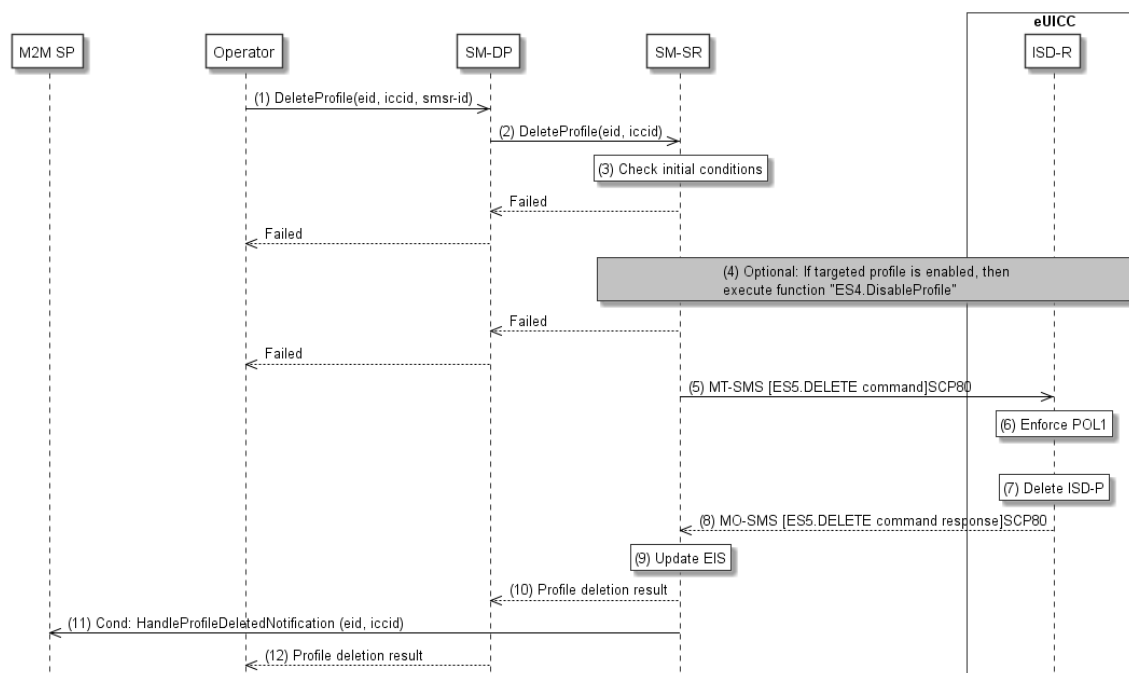 eUICC
M2M SP
Operator
SM-DP
SM-SR
ISD-R
(1) DeleteProfile(eid, iccid, smsr-id)
(2) DeleteProfile(eid, iccid)
(3) Check initial conditions
Failed
Failed
(4) Optional: If targeted profile is enabled, then
execute function "ES4.DisableProfile"
Failed
Failed
(5) MT-SMS [ES5.DELETE command]SCP80
(6) Enforce POL1
(7) Delete ISD-P
(8) MO-SMS [ES5.DELETE command response]SCP80
(9) Update EIS
(10) Profile deletion result
(11) Cond: HandleProfileDeletedNotification (eid, iccid)
(12) Profile deletion result